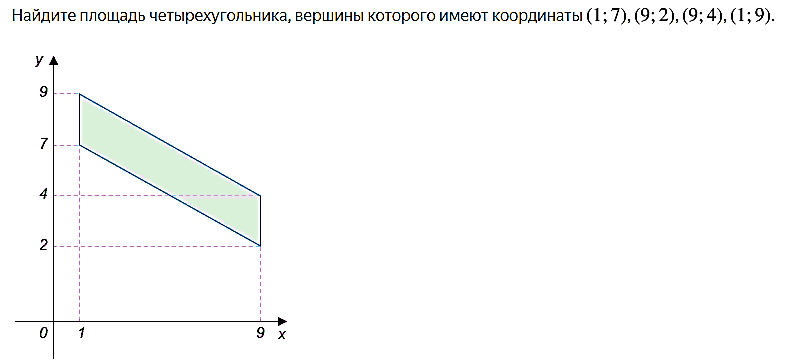 Найдите площадь четырехугольника, вершины которого имеют координаты (1; 7), (9; 2), (9; 4), (1; 9).
y
9
7
4
2
0 1 9 x